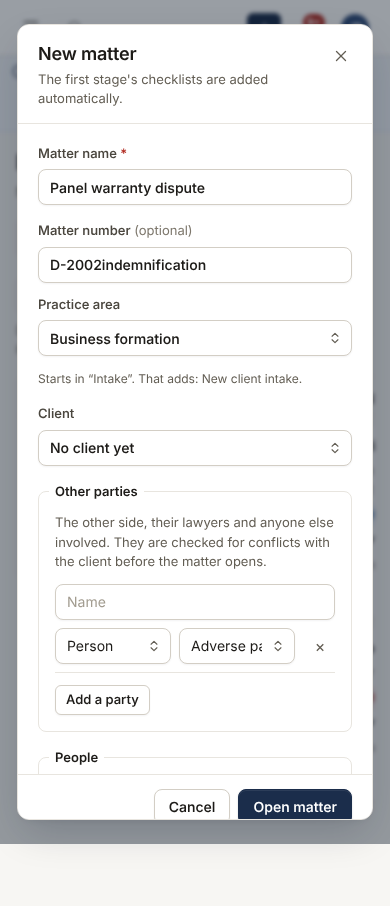 New matter
The first stage's checklists are added
automatically.
Matter name *
Panel warranty dispute
Matter number (optional)
D-2002indemnification
Practice area
Business formation
Starts in “Intake”. That adds: New client intake.
Client
No client yet
Other parties
The other side, their lawyers and anyone else
involved. They are checked for conflicts with
the client before the matter opens.
Name
Person
Adverse pa
Add a party
People
Cancel
Open matter